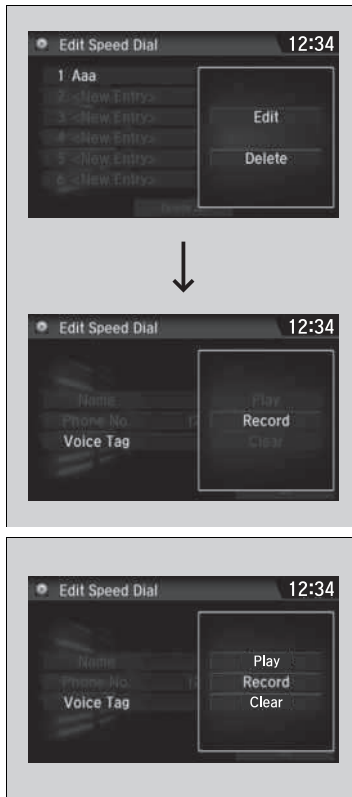 Edit Speed Dial 12:34
1 Aaa
2 <New Entry>
3 <New Entry>
4 <New Entry>
5 <New Entry>
6 <New Entry>
Edit
Delete
Edit Speed Dial 12:34
Name
Phone No.
Voice Tag
Play
Record
Clear
Edit Speed Dial 12:34
Name
Phone No.
Voice Tag
Play
Record
Clear